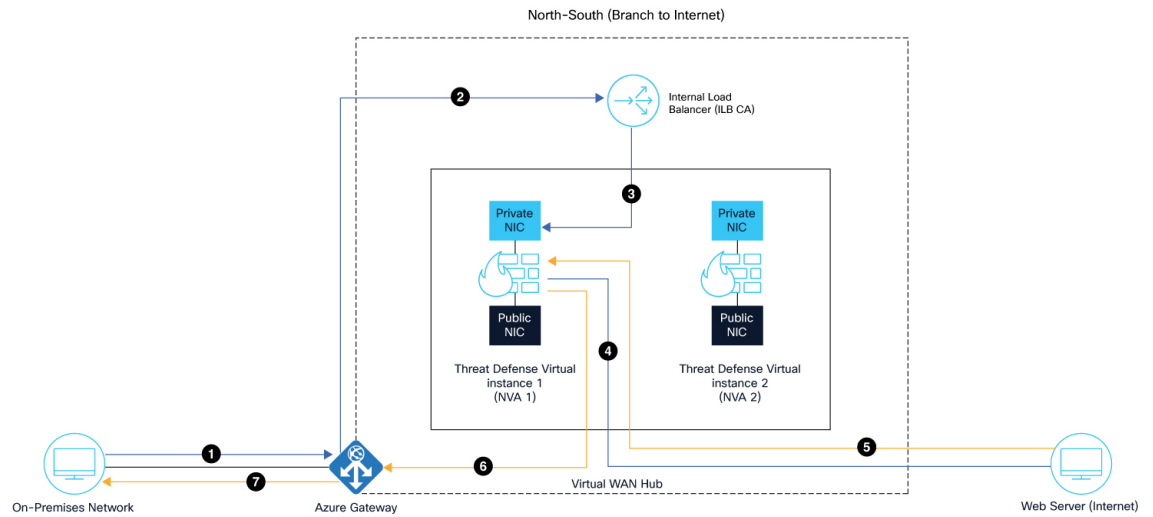 North-South (Branch to Internet)
2
Internal Load
Balancer (ILB CA)
3
Private
NIC
Private
NIC
Public
NIC
Public
NIC
4
Threat Defense Virtual
instance 1
(NVA 1)
Threat Defense Virtual
instance 2
(NVA 2)
1
5
6
7
Virtual WAN Hub
On-Premises Network
Azure Gateway
Web Server (Internet)